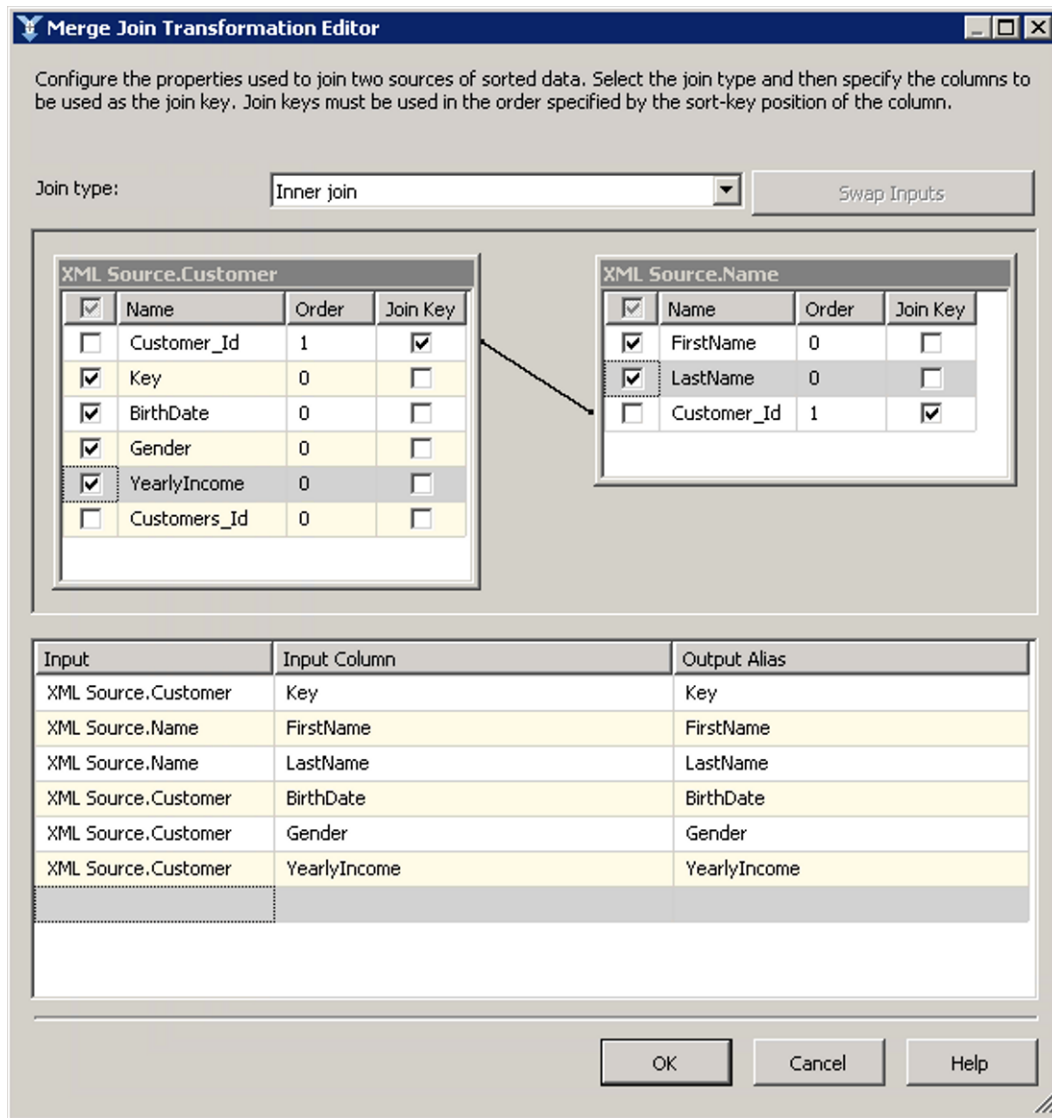 Merge Join Transformation Editor
Configure the properties used to join two sources of sorted data. Select the join type and then specify the columns to
be used as the join key. Join keys must be used in the order specified by the sort-key position of the column.
Join type: Inner join Swap Inputs
XML Source.Customer
Name Order Join Key
Customer_Id 1
Key 0
BirthDate 0
Gender 0
YearlyIncome 0
Customers_Id 0
XML Source.Name
Name Order Join Key
FirstName 0
LastName 0
Customer_Id 1
Input Input Column Output Alias
XML Source.Customer Key Key
XML Source.Name FirstName FirstName
XML Source.Name LastName LastName
XML Source.Customer BirthDate BirthDate
XML Source.Customer Gender Gender
XML Source.Customer YearlyIncome YearlyIncome
OK Cancel Help